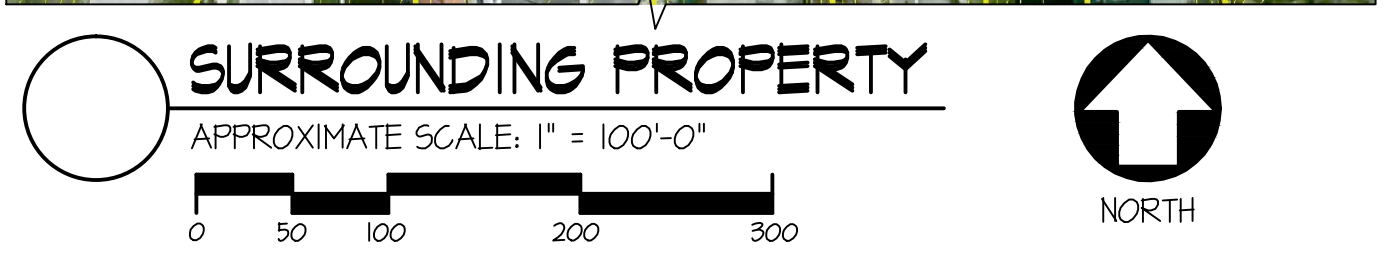 SURROUNDING PROPERTY
APPROXIMATE SCALE: 1" = 100'-0"
0 50 100 200 300
NORTH